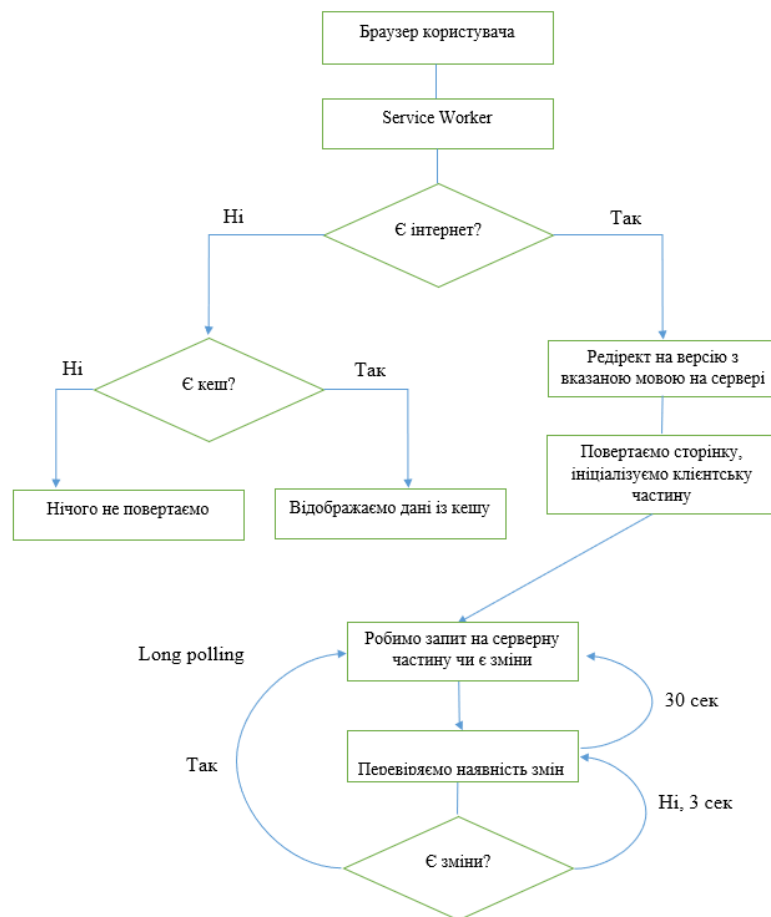 Браузер користувача
Service Worker
Є інтернет?
Ні
Так
Є кеш?
Ні
Так
Редірект на версію з
вказаною мовою на сервері
Повертаємо сторінку,
ініціалізуємо клієнтську
частину
Нічого не повертаємо
Відображаємо дані із кешу
Long polling
Робимо запит на серверну
частину чи є зміни
30 сек
Перевіряємо наявність змін
Так
Ні, 3 сек
Є зміни?